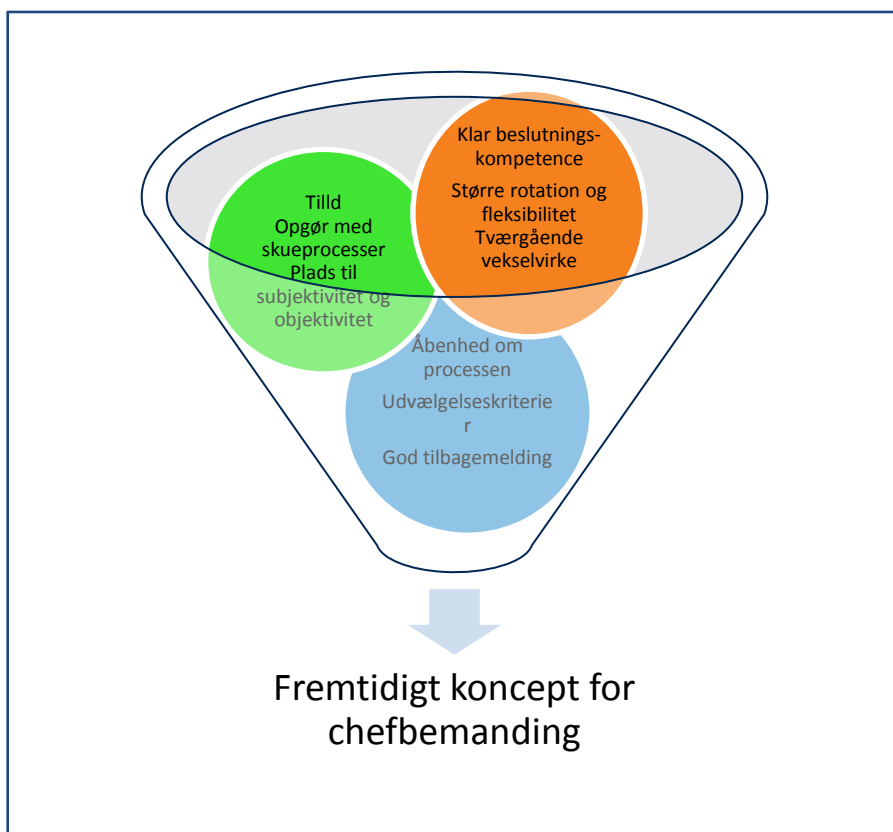 Klar beslutnings-
kompetence
Større rotation og
fleksibilitet
Tværgående
vekselvirke
Tilld
Opgør med
skueprocesser
Plads til
subjektivitet og
objektivitet
Åbenhed om
processen
Udvælgelseskriterie
r
God tilbagemelding
Fremtidigt koncept for
chefbemanding